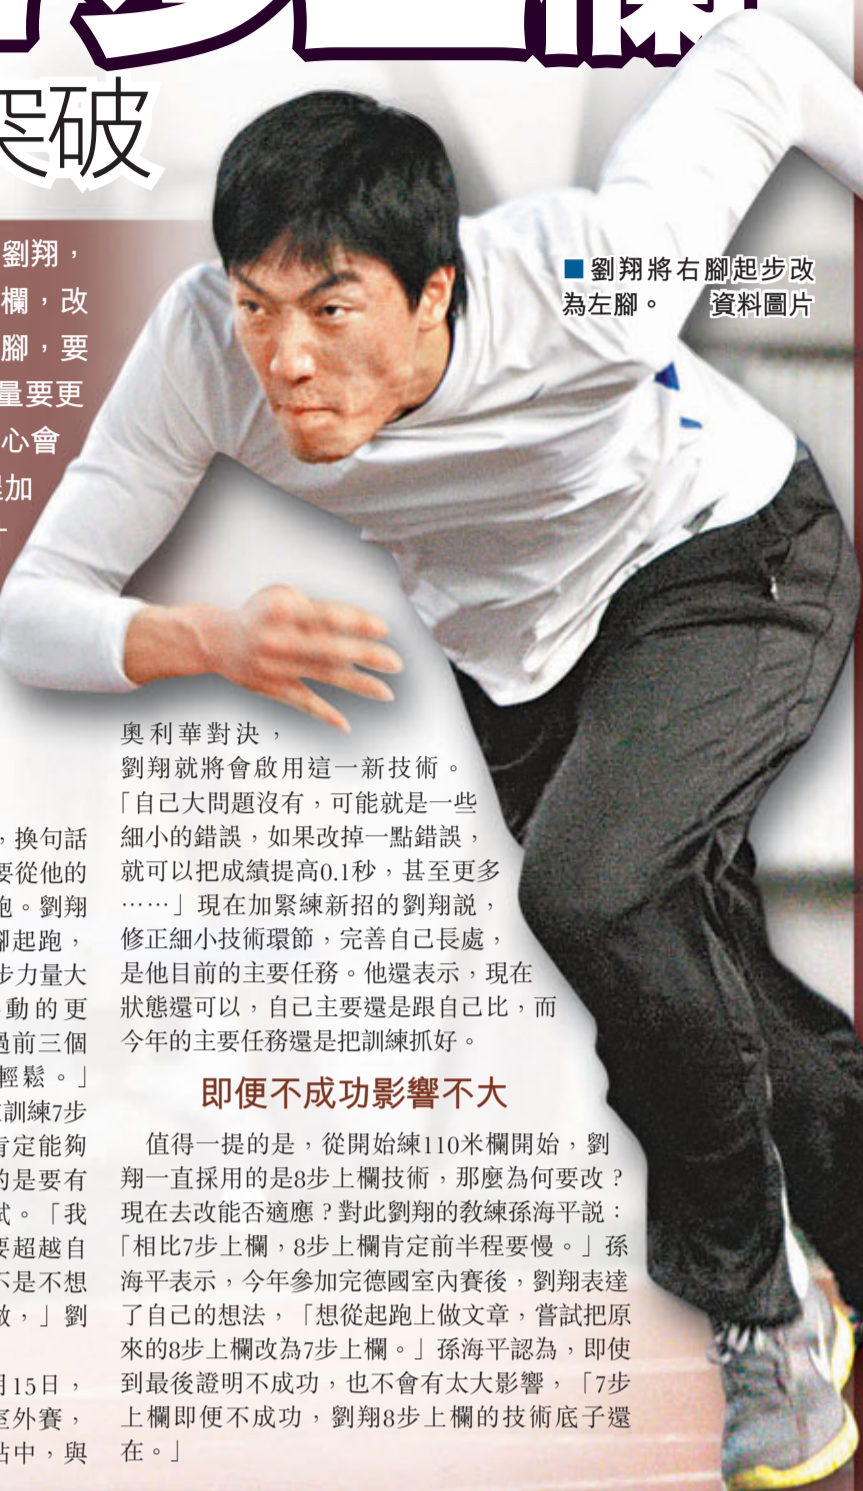 突破
劉翔，
欄，改
腳，要
量要更
心會
加
■劉翔將右腳起步改
為左腳。 資料圖片
，換句話
要從他的
跑。劉翔
腳起跑，
步力量大
動的更
過前三個
輕鬆。」
訓練7步
肯定能夠
的是要有
試。「我
要超越自
不是不想
做，」劉
月15日，
室外賽，
站中，與
奧利華對決，
劉翔就將會啟用這一新技術。
「自己大問題沒有，可能就是一些
細小的錯誤，如果改掉一點錯誤，
就可以把成績提高0.1秒，甚至更多
……」現在加緊練新招的劉翔説，
修正細小技術環節，完善自己長處，
是他目前的主要任務。他還表示，現在
狀態還可以，自己主要還是跟自己比，而
今年的主要任務還是把訓練抓好。
即便不成功影響不大
值得一提的是，從開始練110米欄開始，劉
翔一直採用的是8步上欄技術，那麼為何要改？
現在去改能否適應？對此劉翔的教練孫海平説：
「相比7步上欄，8步上欄肯定前半程要慢。」孫
海平表示，今年參加完德國室內賽後，劉翔表達
了自己的想法，「想從起跑上做文章，嘗試把原
來的8步上欄改為7步上欄。」孫海平認為，即使
到最後證明不成功，也不會有太大影響，「7步
上欄即便不成功，劉翔8步上欄的技術底子還
在。」